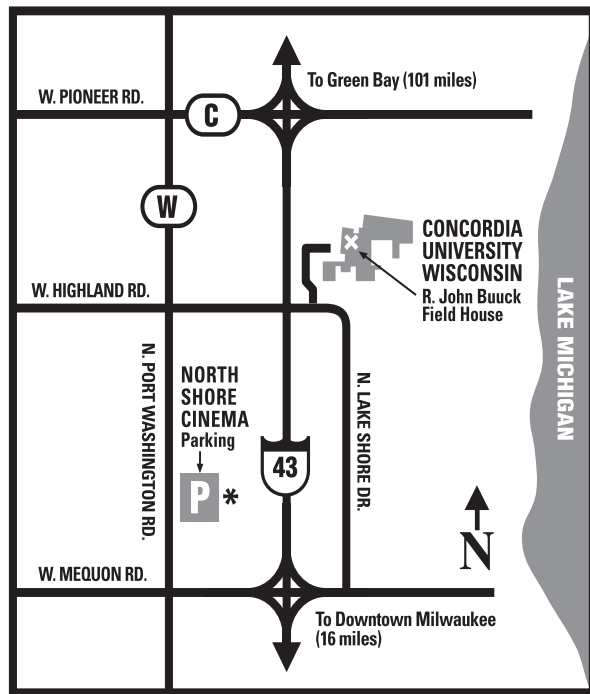 To Green Bay (101 miles)
W. PIONEER RD.
C
W
CONCORDIA
UNIVERSITY
WISCONSIN
R. John Buuck
Field House
W. HIGHLAND RD.
LAKE MICHIGAN
N. PORT WASHINGTON RD.
NORTH
SHORE
CINEMA
Parking
P *
43
N. LAKE SHORE DR.
N
W. MEQUON RD.
To Downtown Milwaukee
(16 miles)